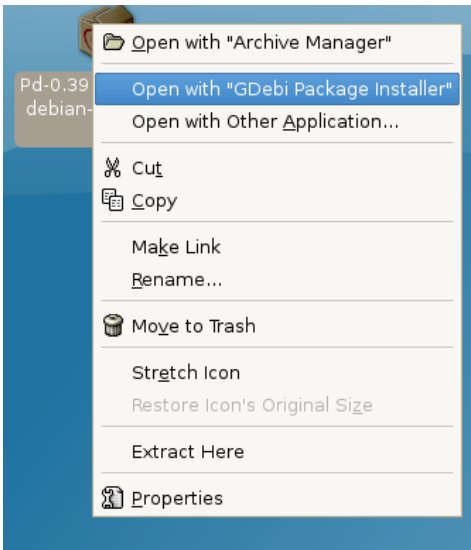 Open with "Archive Manager"
Pd-0.39
Open with "GDebi Package Installer"
debian-
Open with Other Application...
Cut
Copy
Make Link
Rename...
Move to Trash
Stretch Icon
Restore Icon's Original Size
Extract Here
Properties